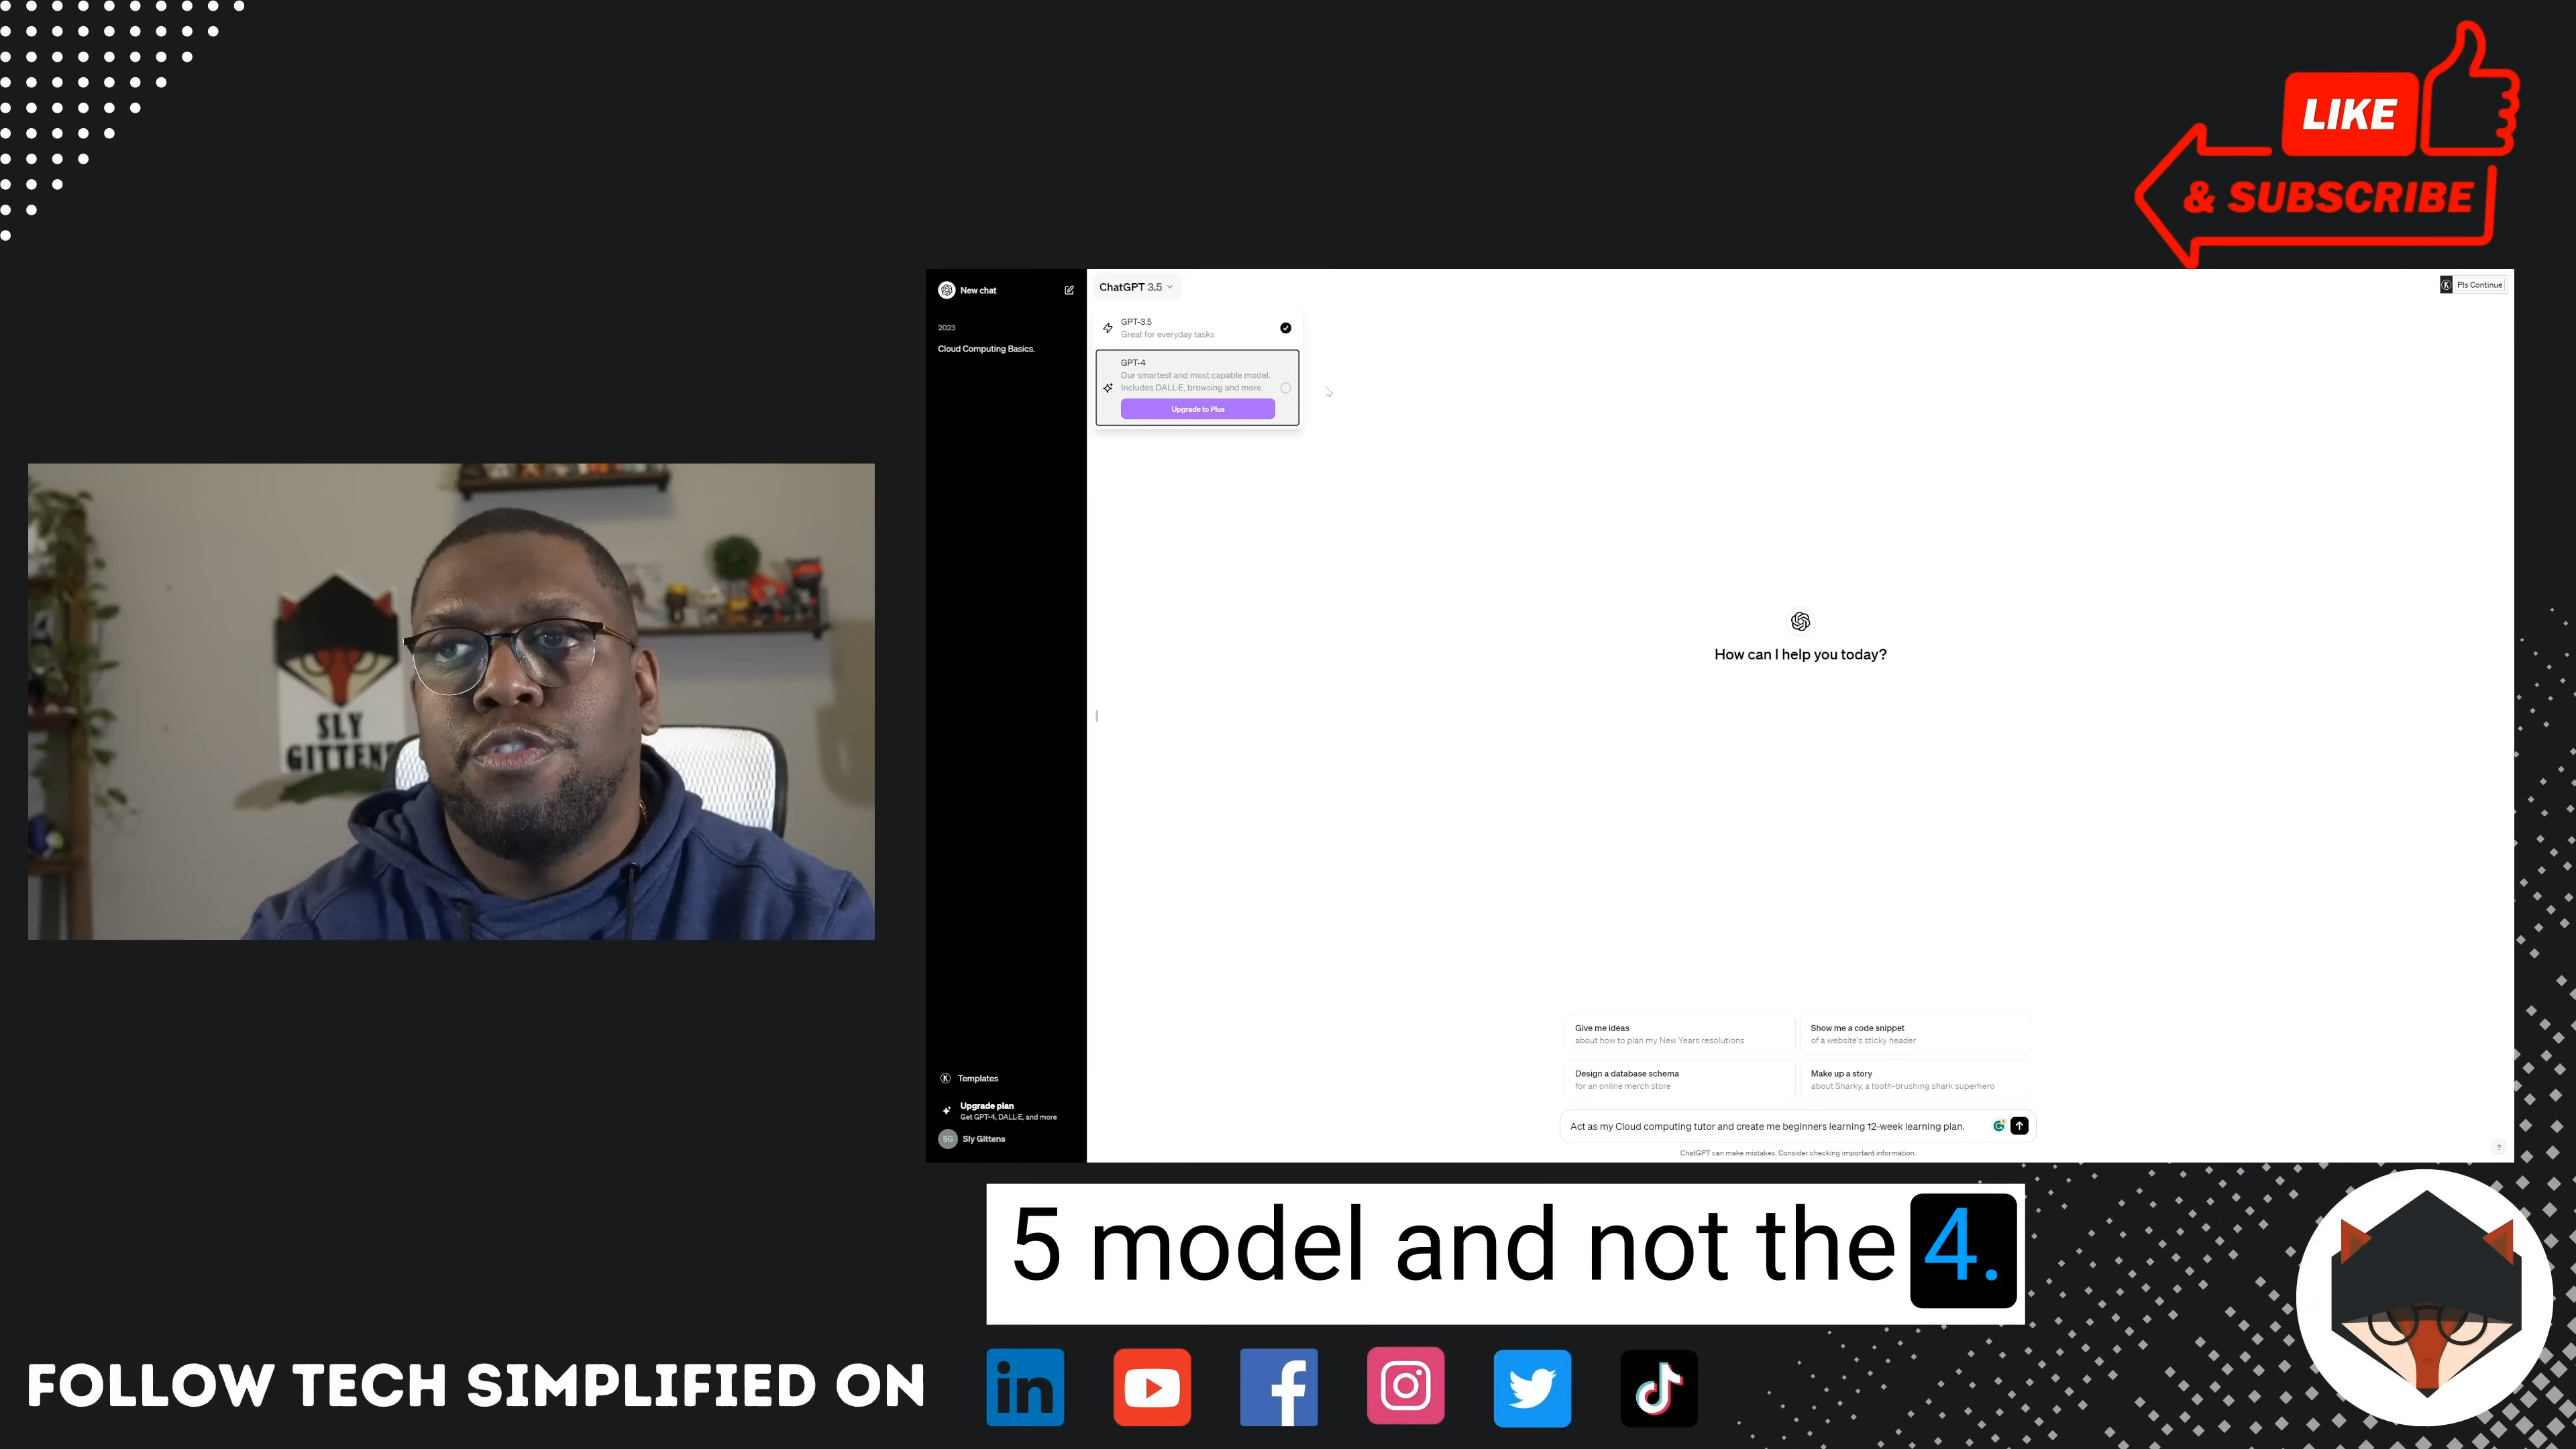 LIKE
& SUBSCRIBE
New chat
2023
Cloud Computing Basics.
ChatGPT 3.5
Pls Continue
GPT-3.5
Great for everyday tasks
GPT-4
Our smartest and most capable model.
Includes DALL·E, browsing and more.
Upgrade to Plus
SLY
GITTENS
How can I help you today?
Give me ideas
about how to plan my New Years resolutions
Show me a code snippet
of a website's sticky header
Design a database schema
for an online merch store
Make up a story
about Sharky, a tooth-brushing shark superhero
Templates
Upgrade plan
Get GPT-4, DALL·E, and more
SG
Sly Gittens
Act as my Cloud computing tutor and create me beginners learning 12-week learning plan.
ChatGPT can make mistakes. Consider checking important information.
?
5 model and not the 4.
FOLLOW TECH SIMPLIFIED ON
in
f